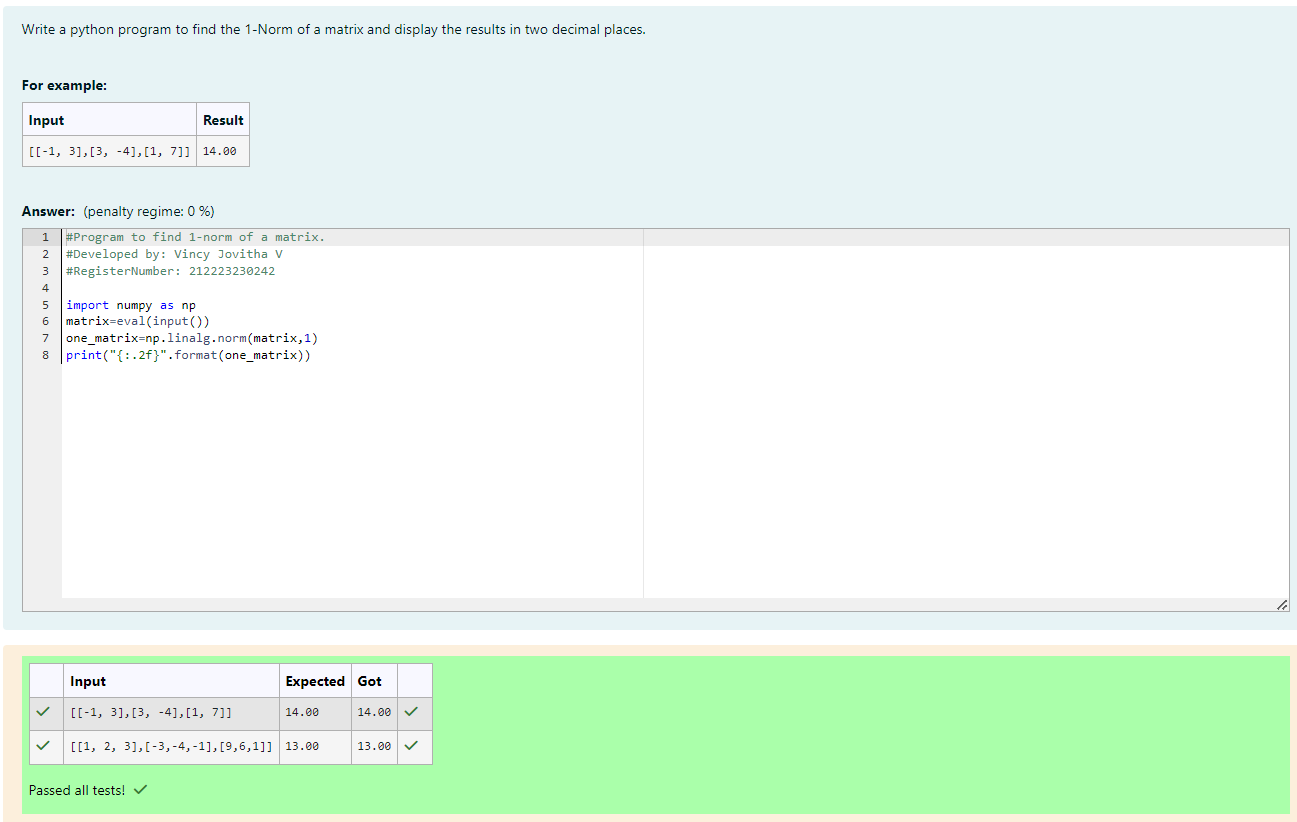 Write a python program to find the 1-Norm of a matrix and display the results in two decimal places.
For example:
Input Result
[[-1, 3],[3, -4],[1, 7]] 14.00
Answer: (penalty regime: 0 %)
1 #Program to find 1-norm of a matrix.
2 #Developed by: Vincy Jovitha V
3 #RegisterNumber: 212223230242
4
5 import numpy as np
6 matrix=eval(input())
7 one_matrix=np.linalg.norm(matrix,1)
8 print("{:.2f}".format(one_matrix))
Input Expected Got
[[-1, 3],[3, -4],[1, 7]] 14.00 14.00
[[1, 2, 3],[-3,-4,-1],[9,6,1]] 13.00 13.00
Passed all tests!